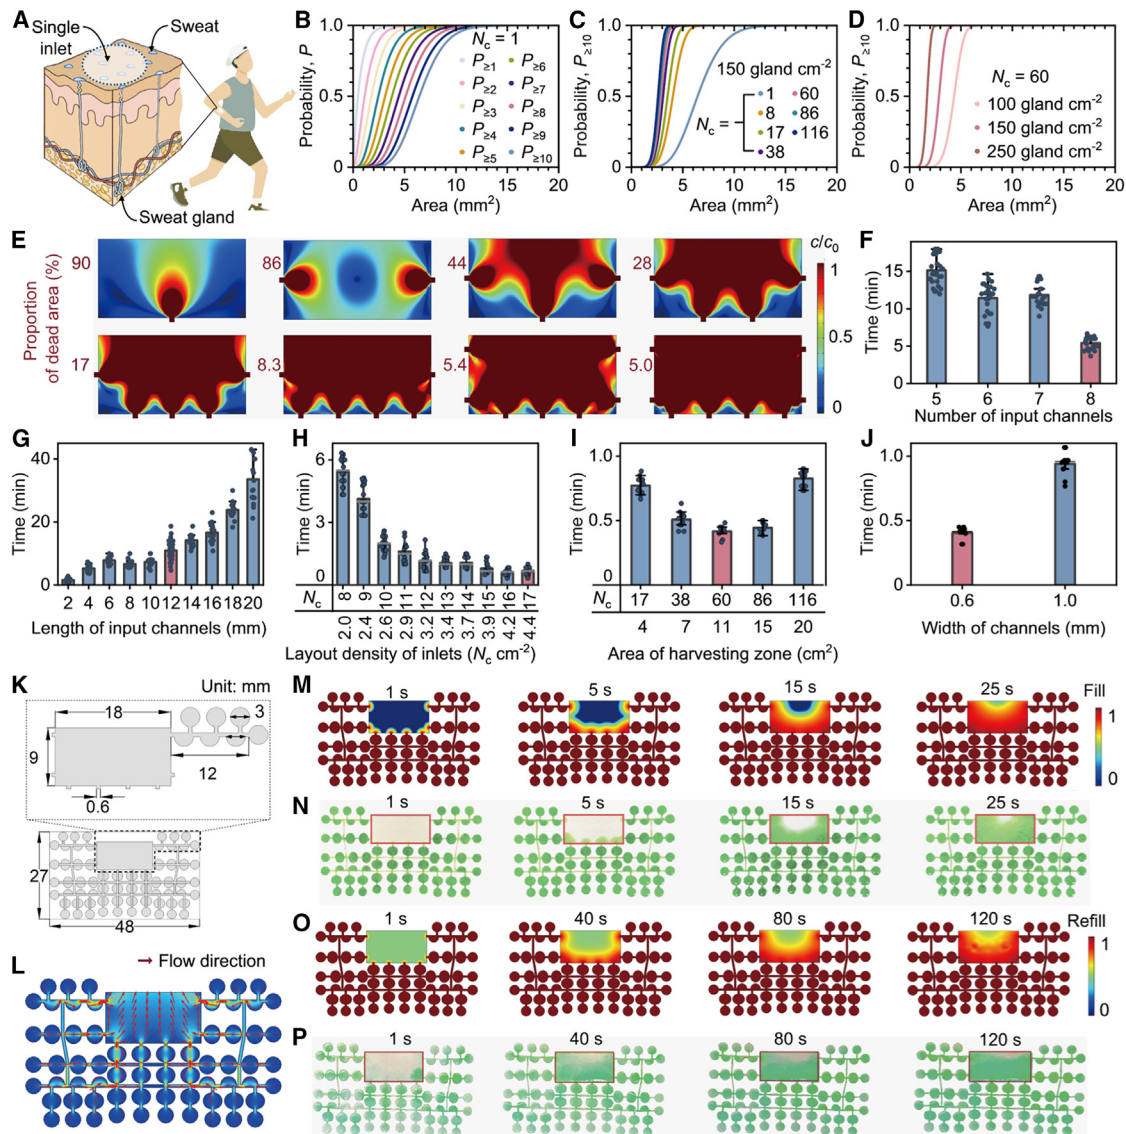 A
Single
inlet
Sweat
Sweat gland
B
Probability, P
1.0
0.5
0
N_c = 1
P≥1
P≥2
P≥3
P≥4
P≥5
P≥6
P≥7
P≥8
P≥9
P≥10
0 5 10 15 20
Area (mm²)
C
Probability, P≥10
1.0
0.5
0
150 gland cm⁻²
N_c =
1
8
17
38
60
86
116
0 5 10 15 20
Area (mm²)
D
Probability, P≥10
1.0
0.5
0
N_c = 60
100 gland cm⁻²
150 gland cm⁻²
250 gland cm⁻²
0 5 10 15 20
Area (mm²)
E
Proportion
of dead area (%)
90
86
44
28
17
8.3
5.4
5.0
c/c₀
1
0.5
0
F
Time (min)
15
10
5
0
5 6 7 8
Number of input channels
G
Time (min)
40
20
0
2 4 6 8 10 12 14 16 18 20
Length of input channels (mm)
H
Time (min)
6
3
0
N_c 8 9 10 11 12 13 14 15 16 17
2.0 2.4 2.6 2.9 3.2 3.4 3.7 3.9 4.2 4.4
Layout density of inlets (N_c cm⁻²)
I
Time (min)
1.0
0.5
0
N_c 17 38 60 86 116
4 7 11 15 20
Area of harvesting zone (cm²)
J
Time (min)
1.0
0.5
0
0.6 1.0
Width of channels (mm)
K
Unit: mm
18
3
9
12
0.6
27
48
L
Flow direction
M
1 s
5 s
15 s
25 s
Fill
1
0
N
1 s
5 s
15 s
25 s
O
1 s
40 s
80 s
120 s
Refill
1
0
P
1 s
40 s
80 s
120 s